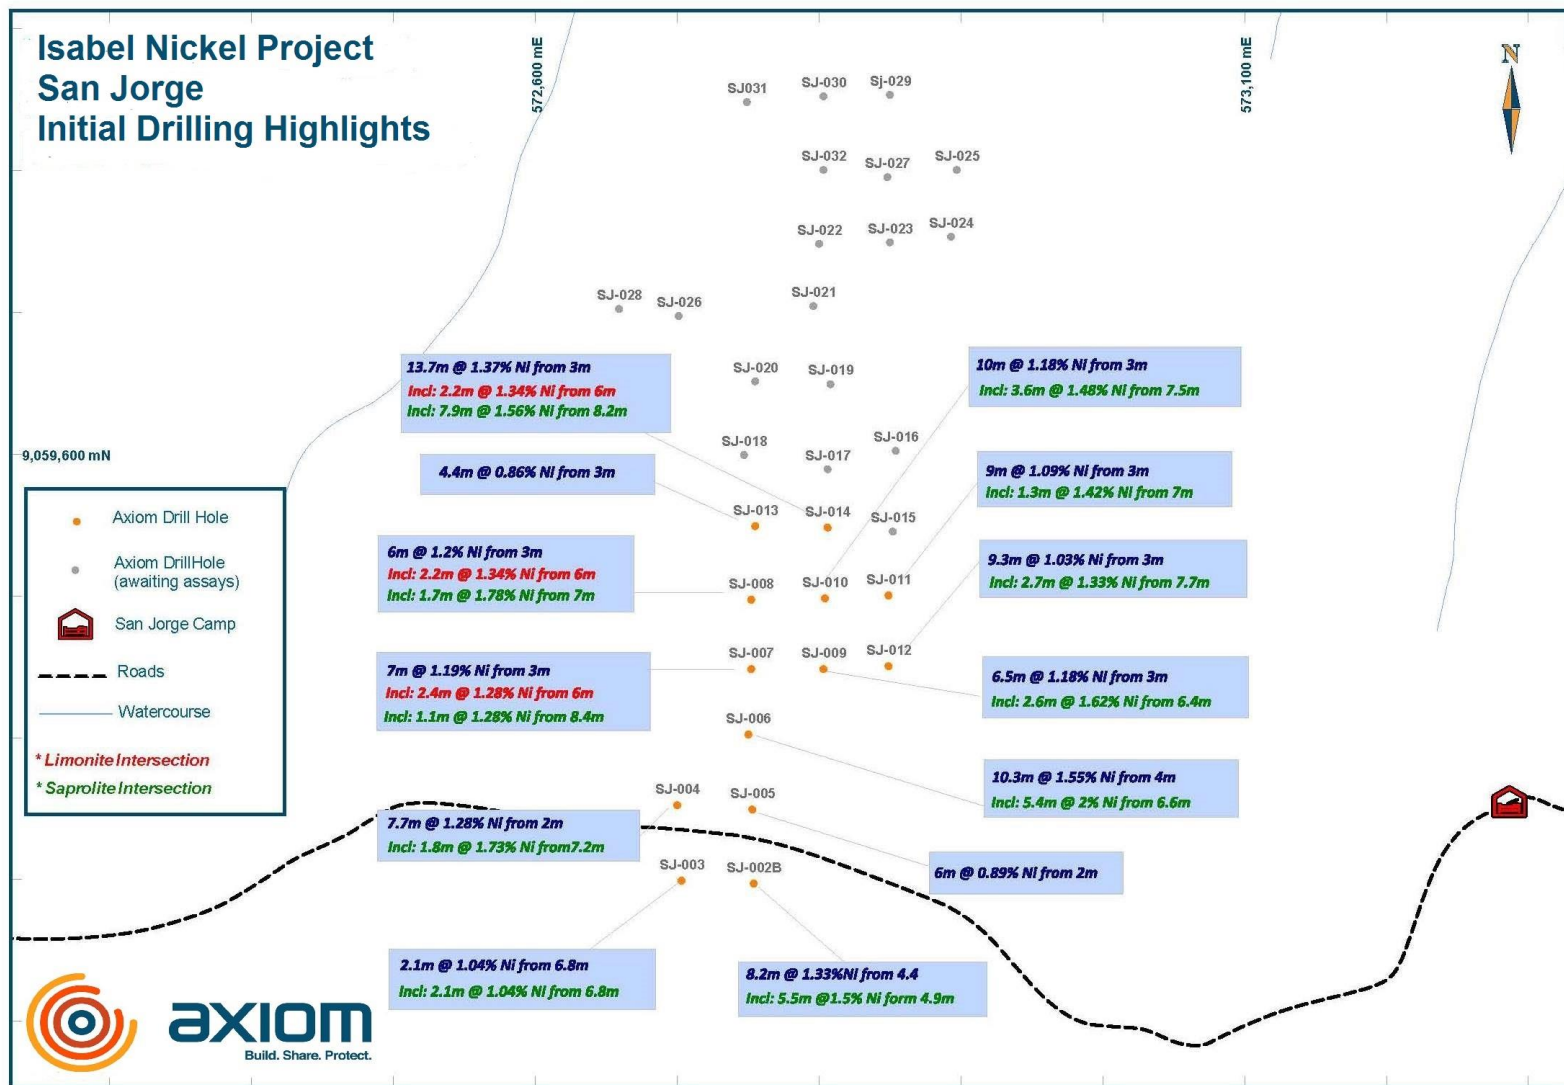 Isabel Nickel Project
San Jorge
Initial Drilling Highlights
572,600 mE
573,100 mE
N
SJ031
SJ-030
Sj-029
SJ-032
SJ-027
SJ-025
SJ-022
SJ-023
SJ-024
SJ-028
SJ-026
SJ-021
13.7m @ 1.37% Ni from 3m
Incl: 2.2m @ 1.34% Ni from 6m
Incl: 7.9m @ 1.56% Ni from 8.2m
SJ-020
SJ-019
10m @ 1.18% Ni from 3m
Incl: 3.6m @ 1.48% Ni from 7.5m
9,059,600 mN
4.4m @ 0.86% Ni from 3m
SJ-018
SJ-017
SJ-016
9m @ 1.09% Ni from 3m
Incl: 1.3m @ 1.42% Ni from 7m
SJ-013
SJ-014
SJ-015
6m @ 1.2% Ni from 3m
Incl: 2.2m @ 1.34% Ni from 6m
Incl: 1.7m @ 1.78% Ni from 7m
SJ-008
SJ-010
SJ-011
9.3m @ 1.03% Ni from 3m
Incl: 2.7m @ 1.33% Ni from 7.7m
7m @ 1.19% Ni from 3m
Incl: 2.4m @ 1.28% Ni from 6m
Incl: 1.1m @ 1.28% Ni from 8.4m
SJ-007
SJ-009
SJ-012
6.5m @ 1.18% Ni from 3m
Incl: 2.6m @ 1.62% Ni from 6.4m
SJ-006
10.3m @ 1.55% Ni from 4m
Incl: 5.4m @ 2% Ni from 6.6m
SJ-004
SJ-005
7.7m @ 1.28% Ni from 2m
Incl: 1.8m @ 1.73% Ni from7.2m
SJ-003
SJ-002B
6m @ 0.89% Ni from 2m
2.1m @ 1.04% Ni from 6.8m
Incl: 2.1m @ 1.04% Ni from 6.8m
8.2m @ 1.33%Ni from 4.4
Incl: 5.5m @1.5% Ni form 4.9m
Axiom Drill Hole
Axiom DrillHole
(awaiting assays)
San Jorge Camp
Roads
Watercourse
* Limonite Intersection
* Saprolite Intersection
axiom
Build. Share. Protect.